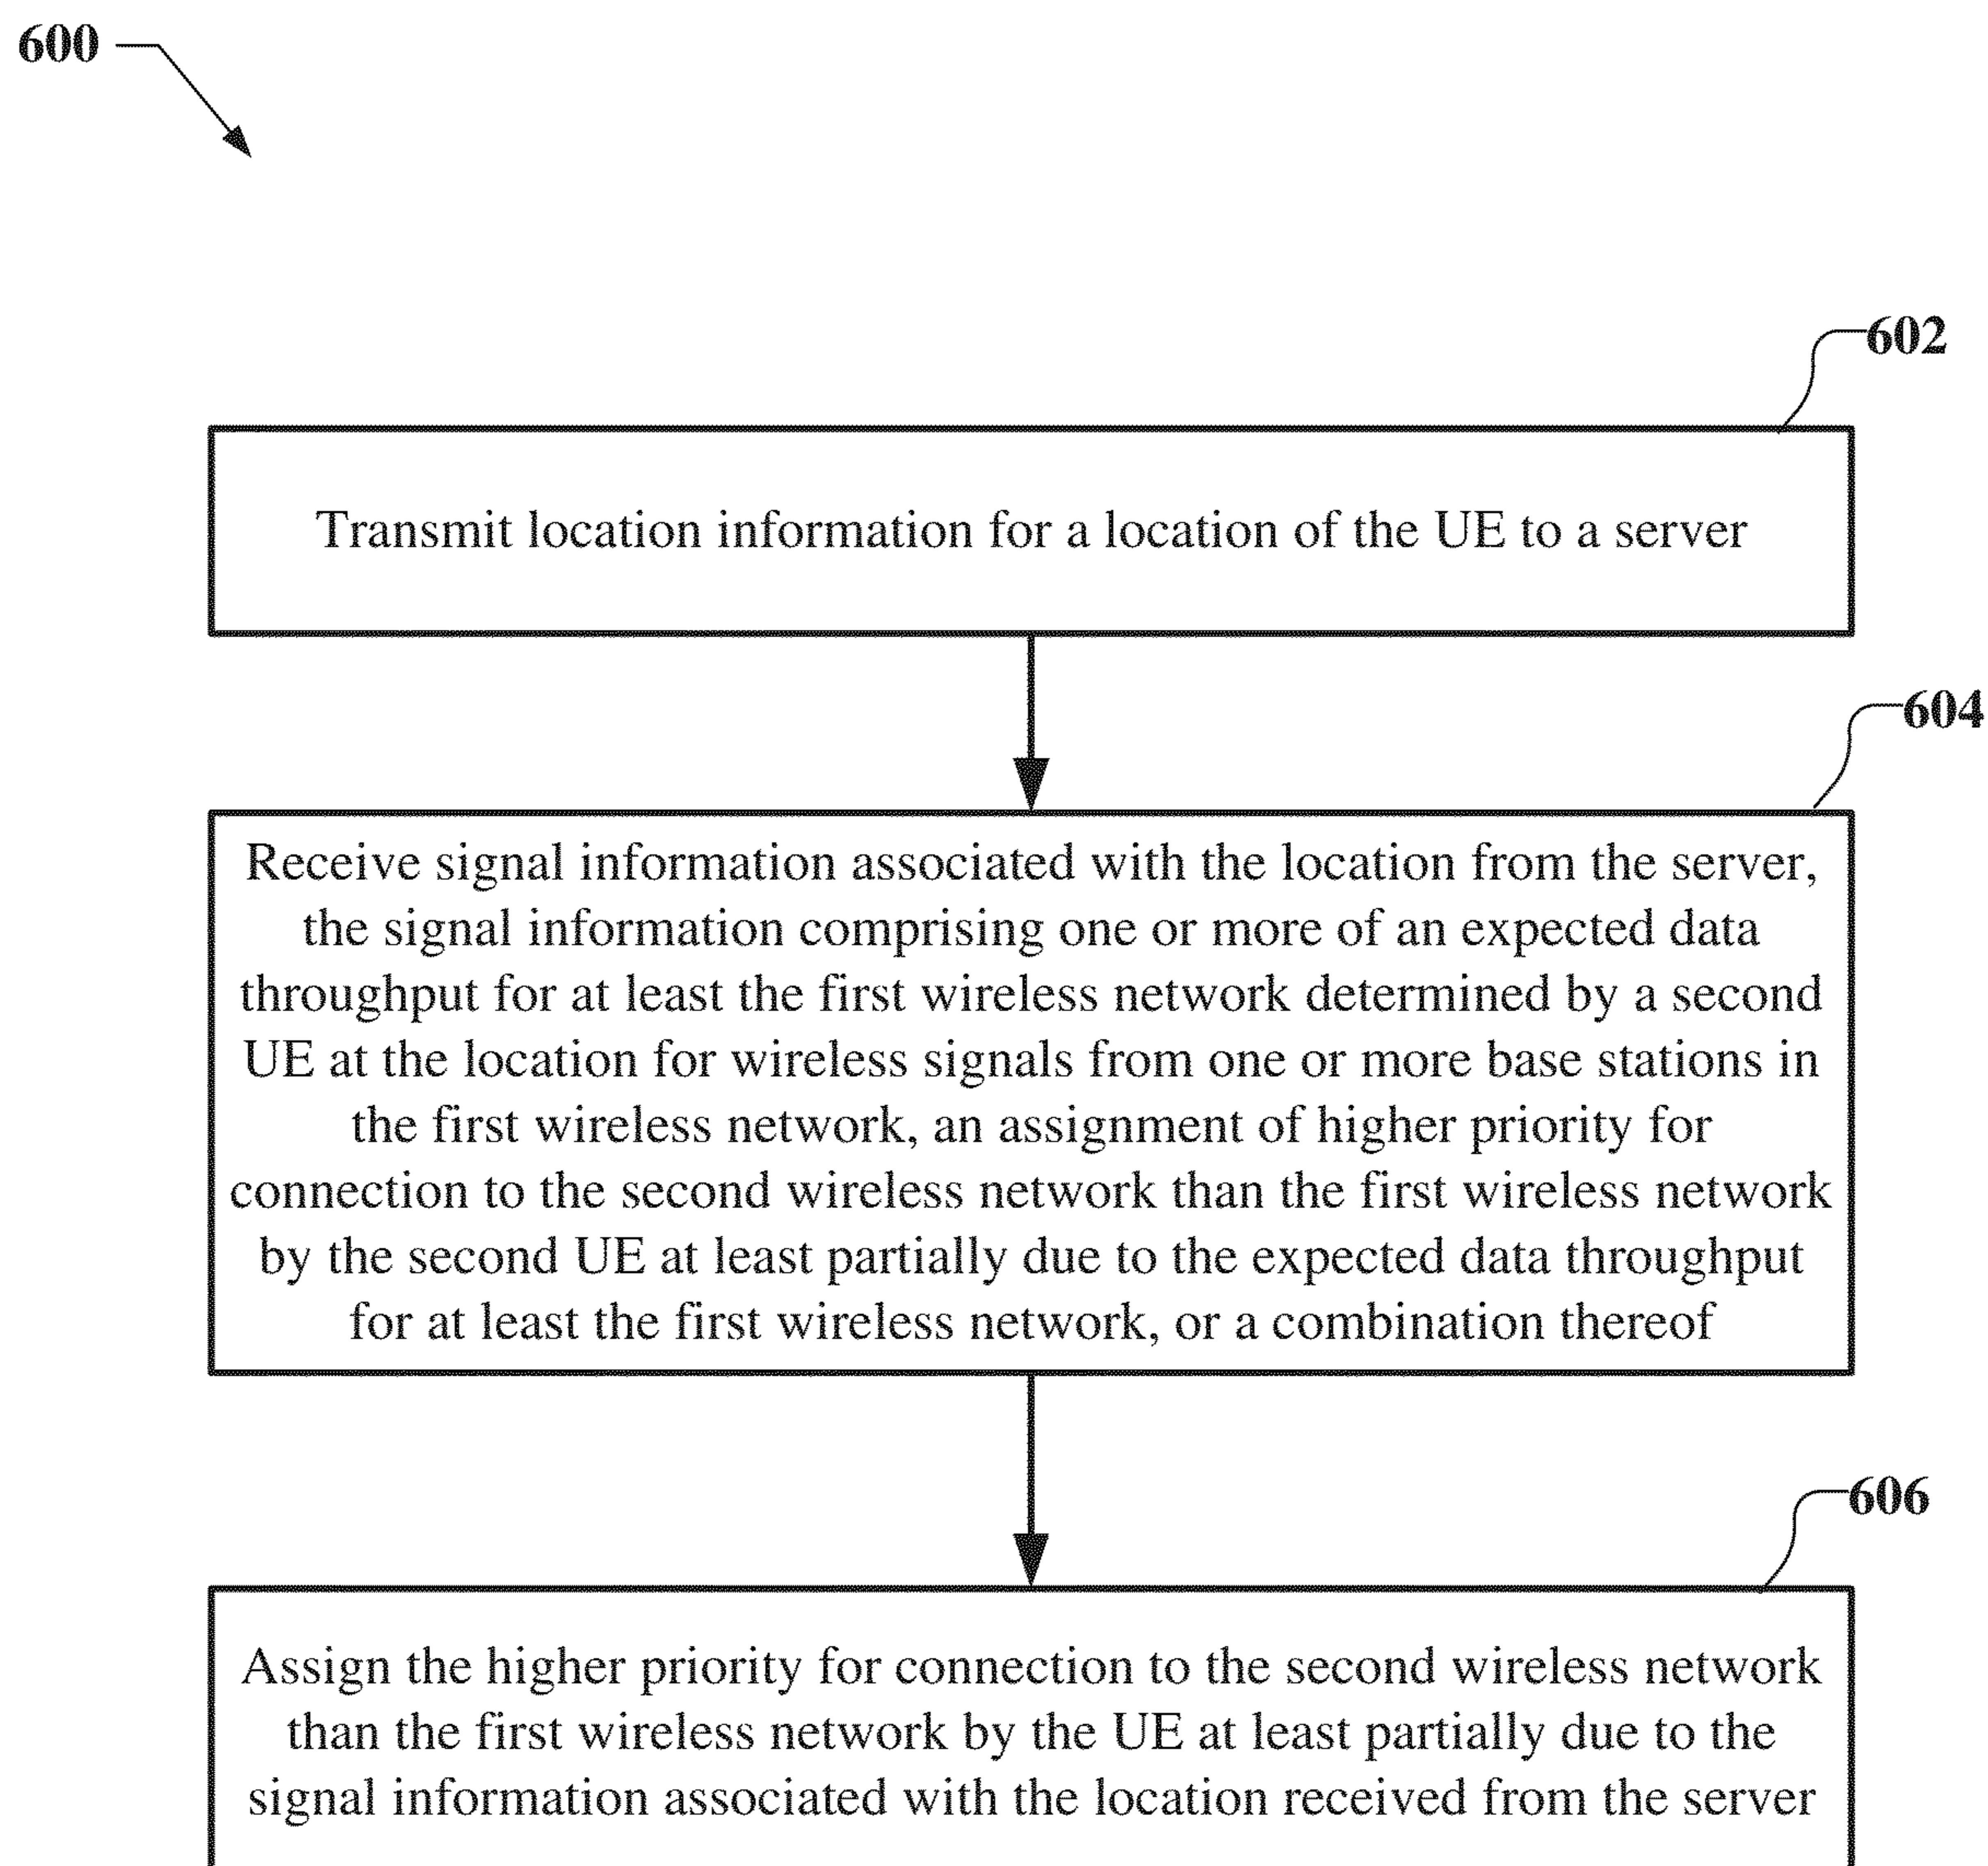 600
602
Transmit location information for a location of the UE to a server
604
Receive signal information associated with the location from the server,
the signal information comprising one or more of an expected data
throughput for at least the first wireless network determined by a second
UE at the location for wireless signals from one or more base stations in
the first wireless network, an assignment of higher priority for
connection to the second wireless network than the first wireless network
by the second UE at least partially due to the expected data throughput
for at least the first wireless network, or a combination thereof
606
Assign the higher priority for connection to the second wireless network
than the first wireless network by the UE at least partially due to the
signal information associated with the location received from the server